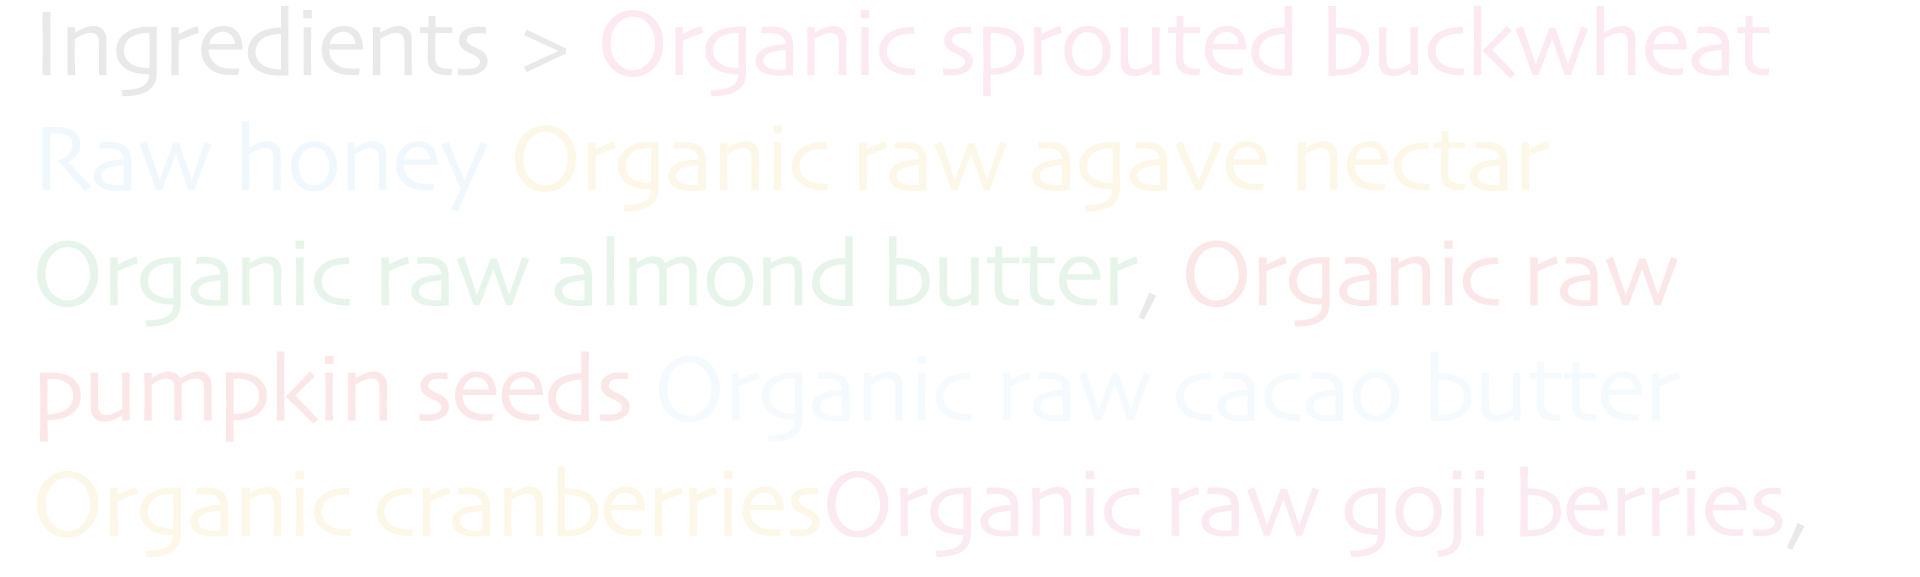 Ingredients > Organic sprouted buckwheat
Raw honey Organic raw agave nectar
Organic raw almond butter, Organic raw
pumpkin seeds Organic raw cacao butter
Organic cranberriesOrganic raw goji berries,